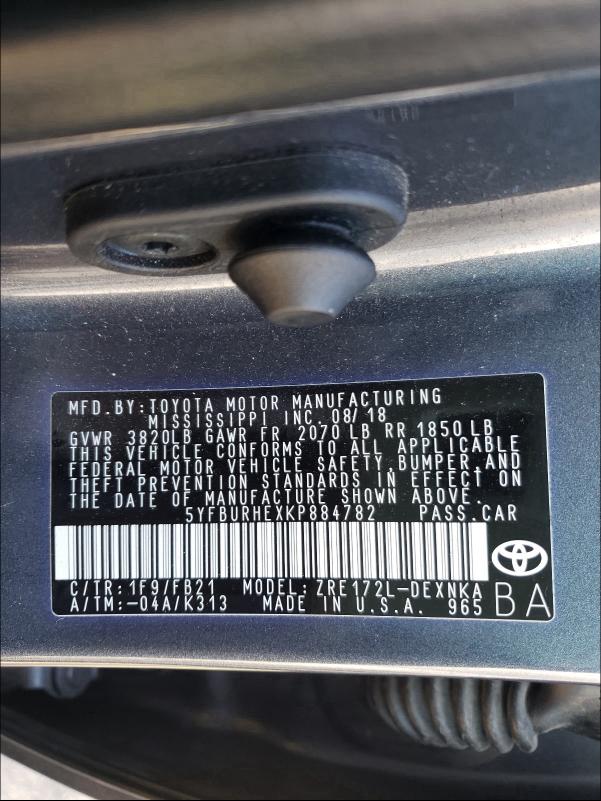 MFD. BY: TOYOTA MOTOR MANUFACTURING
MISSISSIPPI INC. 08/18
GVWR 3820LB GAWR FR 2070 LB RR 1850 LB
THIS VEHICLE CONFORMS TO ALL APPLICABLE
FEDERAL MOTOR VEHICLE SAFETY,BUMPER,AND
THEFT PREVENTION STANDARDS IN EFFECT ON
THE DATE OF MANUFACTURE SHOWN ABOVE.
5YFBURHEXKP884782 PASS.CAR
C/TR: 1F9/FB21 MODEL: ZRE172L-DEXNKA
A/TM: -04A/K313 MADE IN U.S.A. 965 BA